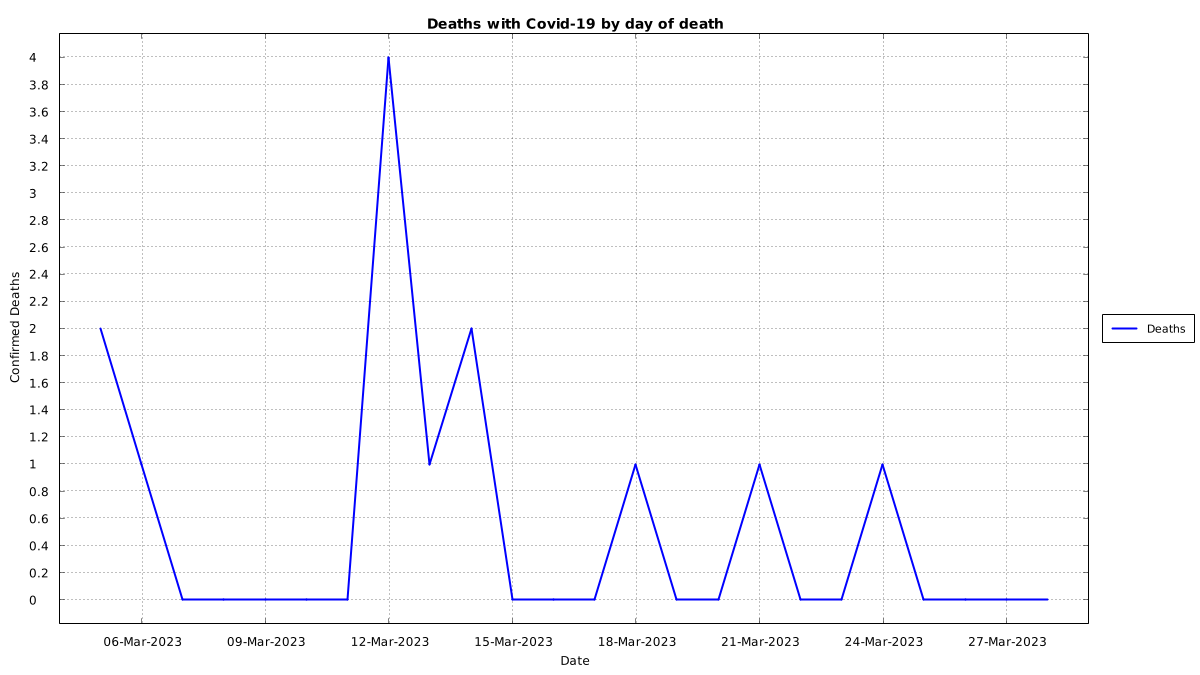 Deaths with Covid-19 by day of death
4
3.8
3.6
3.4
3.2
3
2.8
2.6
2.4
2.2
2
1.8
1.6
1.4
1.2
1
0.8
0.6
0.4
0.2
0
Confirmed Deaths
06-Mar-2023
09-Mar-2023
12-Mar-2023
15-Mar-2023
18-Mar-2023
21-Mar-2023
24-Mar-2023
27-Mar-2023
Date
Deaths